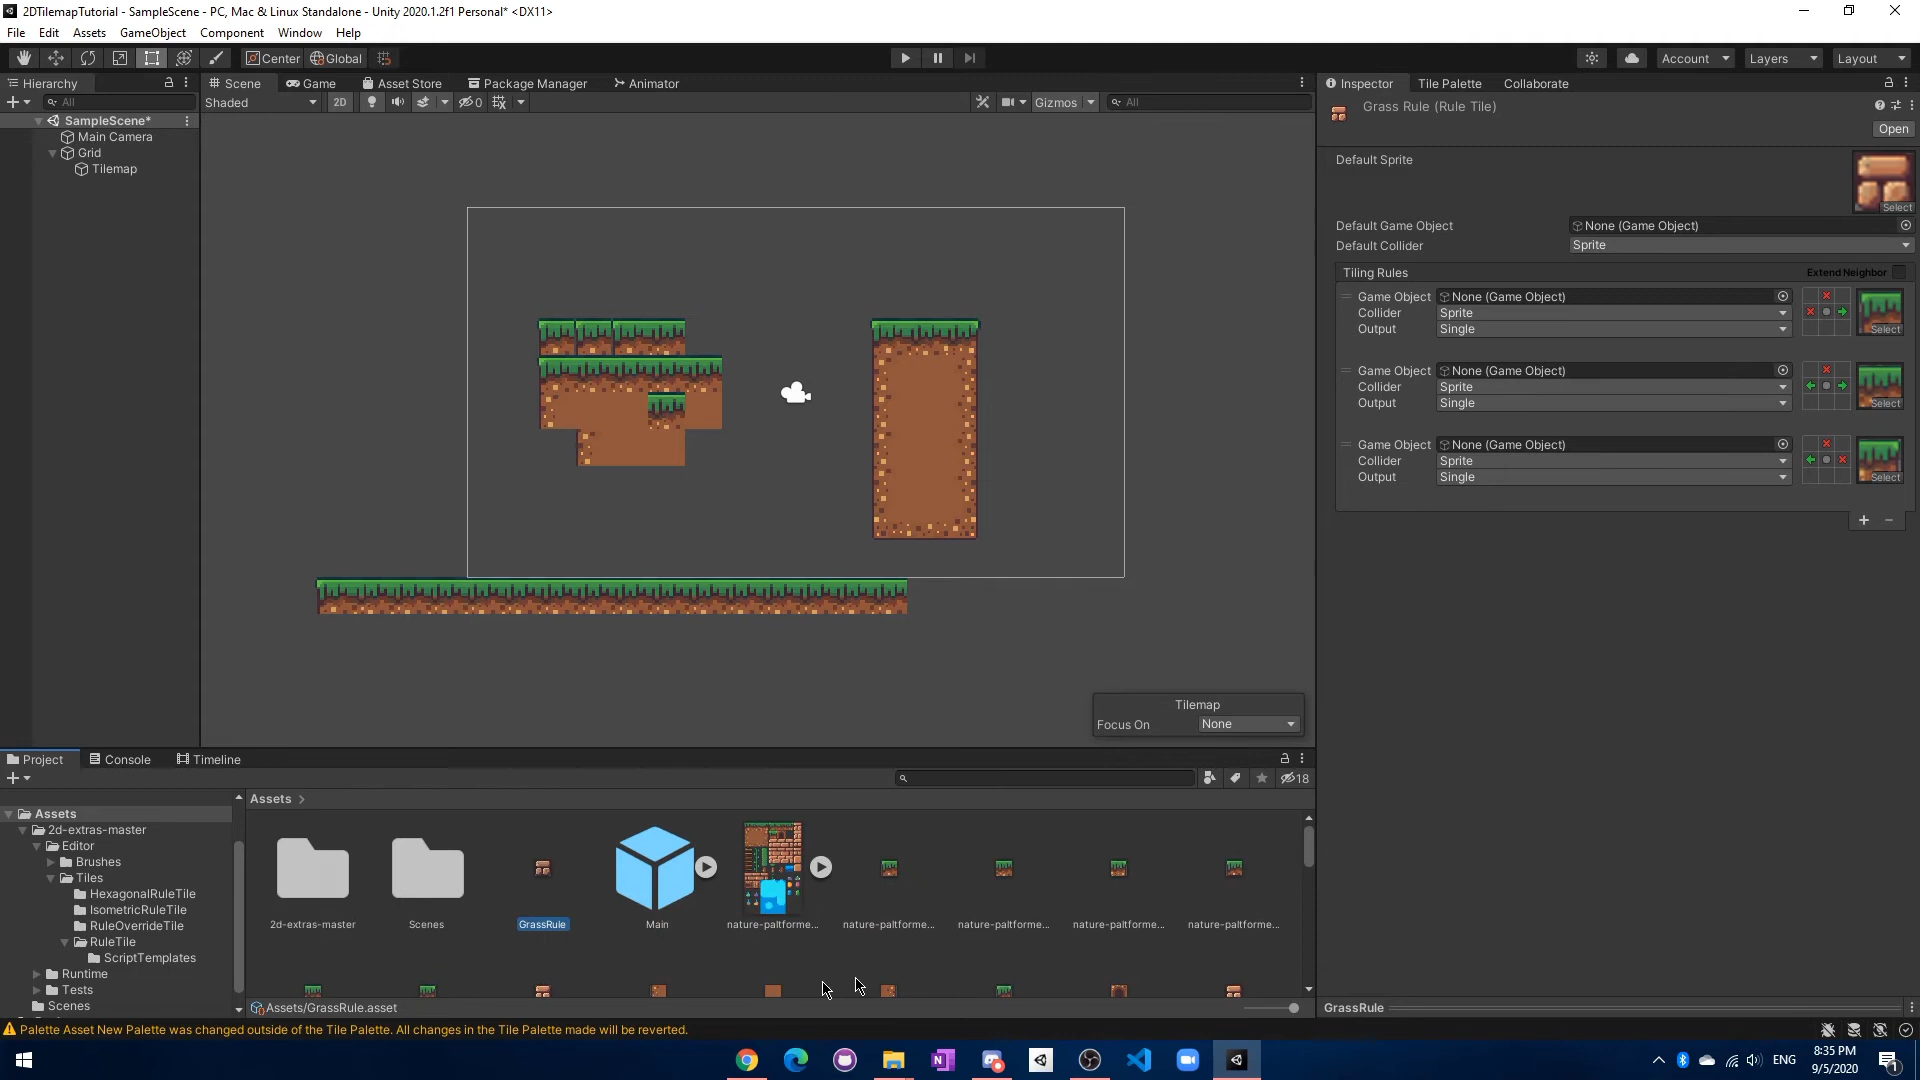 2DTilemapTutorial - SampleScene - PC, Mac & Linux Standalone - Unity 2020.1.2f1 Personal* <DX11>
File Edit Assets GameObject Component Window Help
Center Global Account Layers Layout
Hierarchy
All
SampleScene*
Main Camera
Grid
Tilemap
Scene Game Asset Store Package Manager Animator
Shaded 2D 0 Gizmos All
Tilemap
Focus On None
Inspector Tile Palette Collaborate
Grass Rule (Rule Tile)
Open
Default Sprite
Select
Default Game Object None (Game Object)
Default Collider Sprite
Tiling Rules Extend Neighbor
Game Object None (Game Object)
Collider Sprite
Output Single Select
Game Object None (Game Object)
Collider Sprite
Output Single Select
Game Object None (Game Object)
Collider Sprite
Output Single Select
Project Console Timeline
18
Assets
2d-extras-master
Editor
Brushes
Tiles
HexagonalRuleTile
IsometricRuleTile
RuleOverrideTile
RuleTile
ScriptTemplates
Runtime
Tests
Scenes
Assets
2d-extras-master Scenes GrassRule Main nature-paltforme... nature-paltforme... nature-paltforme... nature-paltforme... nature-paltforme...
Assets/GrassRule.asset
GrassRule
Palette Asset New Palette was changed outside of the Tile Palette. All changes in the Tile Palette made will be reverted.
ENG
8:35 PM
9/5/2020
1